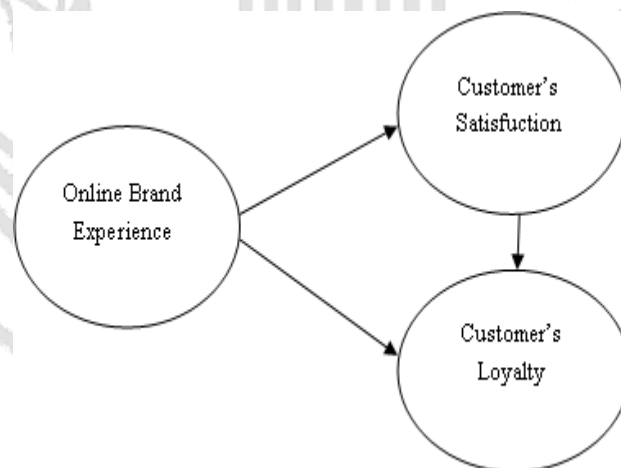 Customer's
Satisfuction
Online Brand
Experience
Customer's
Loyalty